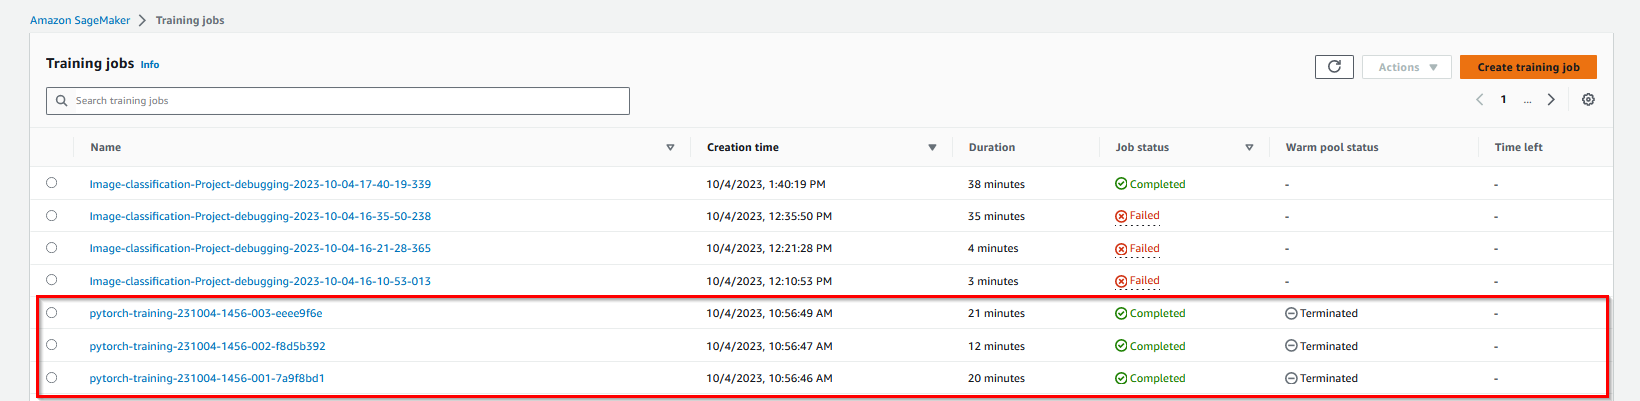 Amazon SageMaker > Training jobs
Training jobs Info
Actions Create training job
Search training jobs
1 ...
Name Creation time Duration Job status Warm pool status Time left
Image-classification-Project-debugging-2023-10-04-17-40-19-339 10/4/2023, 1:40:19 PM 38 minutes Completed - -
Image-classification-Project-debugging-2023-10-04-16-35-50-238 10/4/2023, 12:35:50 PM 35 minutes Failed - -
Image-classification-Project-debugging-2023-10-04-16-21-28-365 10/4/2023, 12:21:28 PM 4 minutes Failed - -
Image-classification-Project-debugging-2023-10-04-16-10-53-013 10/4/2023, 12:10:53 PM 3 minutes Failed - -
pytorch-training-231004-1456-003-eeee9f6e 10/4/2023, 10:56:49 AM 21 minutes Completed Terminated -
pytorch-training-231004-1456-002-f8d5b392 10/4/2023, 10:56:47 AM 12 minutes Completed Terminated -
pytorch-training-231004-1456-001-7a9f8bd1 10/4/2023, 10:56:46 AM 20 minutes Completed Terminated -